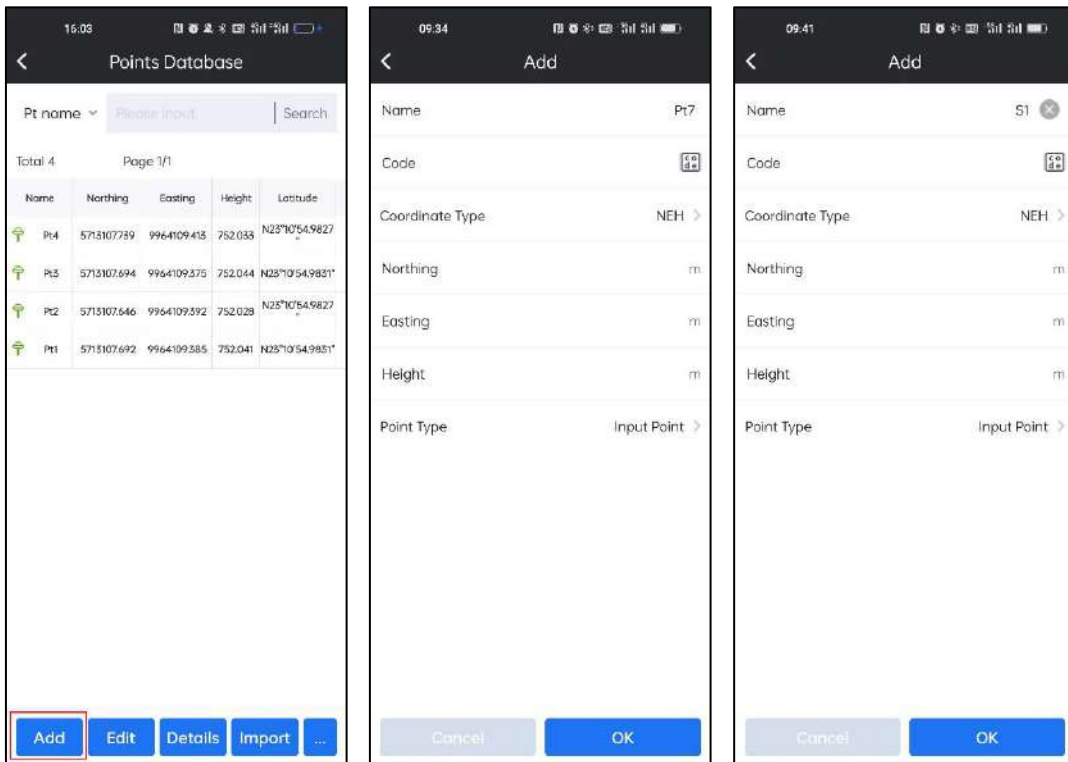 16:03
Points Database
Pt name
Please input
Search
Total 4 Page 1/1
Name Northing Easting Height Latitude
Pt4 5713107.739 9964109.413 752.033 N23°10'54.9827"
Pt3 5713107.694 9964109.375 752.044 N23°10'54.9831"
Pt2 5713107.646 9964109.392 752.028 N23°10'54.9827"
Pt1 5713107.692 9964109.385 752.041 N23°10'54.9831"
Add Edit Details Import ...
09:34
Add
Name Pt7
Code
Coordinate Type NEH
Northing m
Easting m
Height m
Point Type Input Point
Cancel OK
09:41
Add
Name S1
Code
Coordinate Type NEH
Northing m
Easting m
Height m
Point Type Input Point
Cancel OK